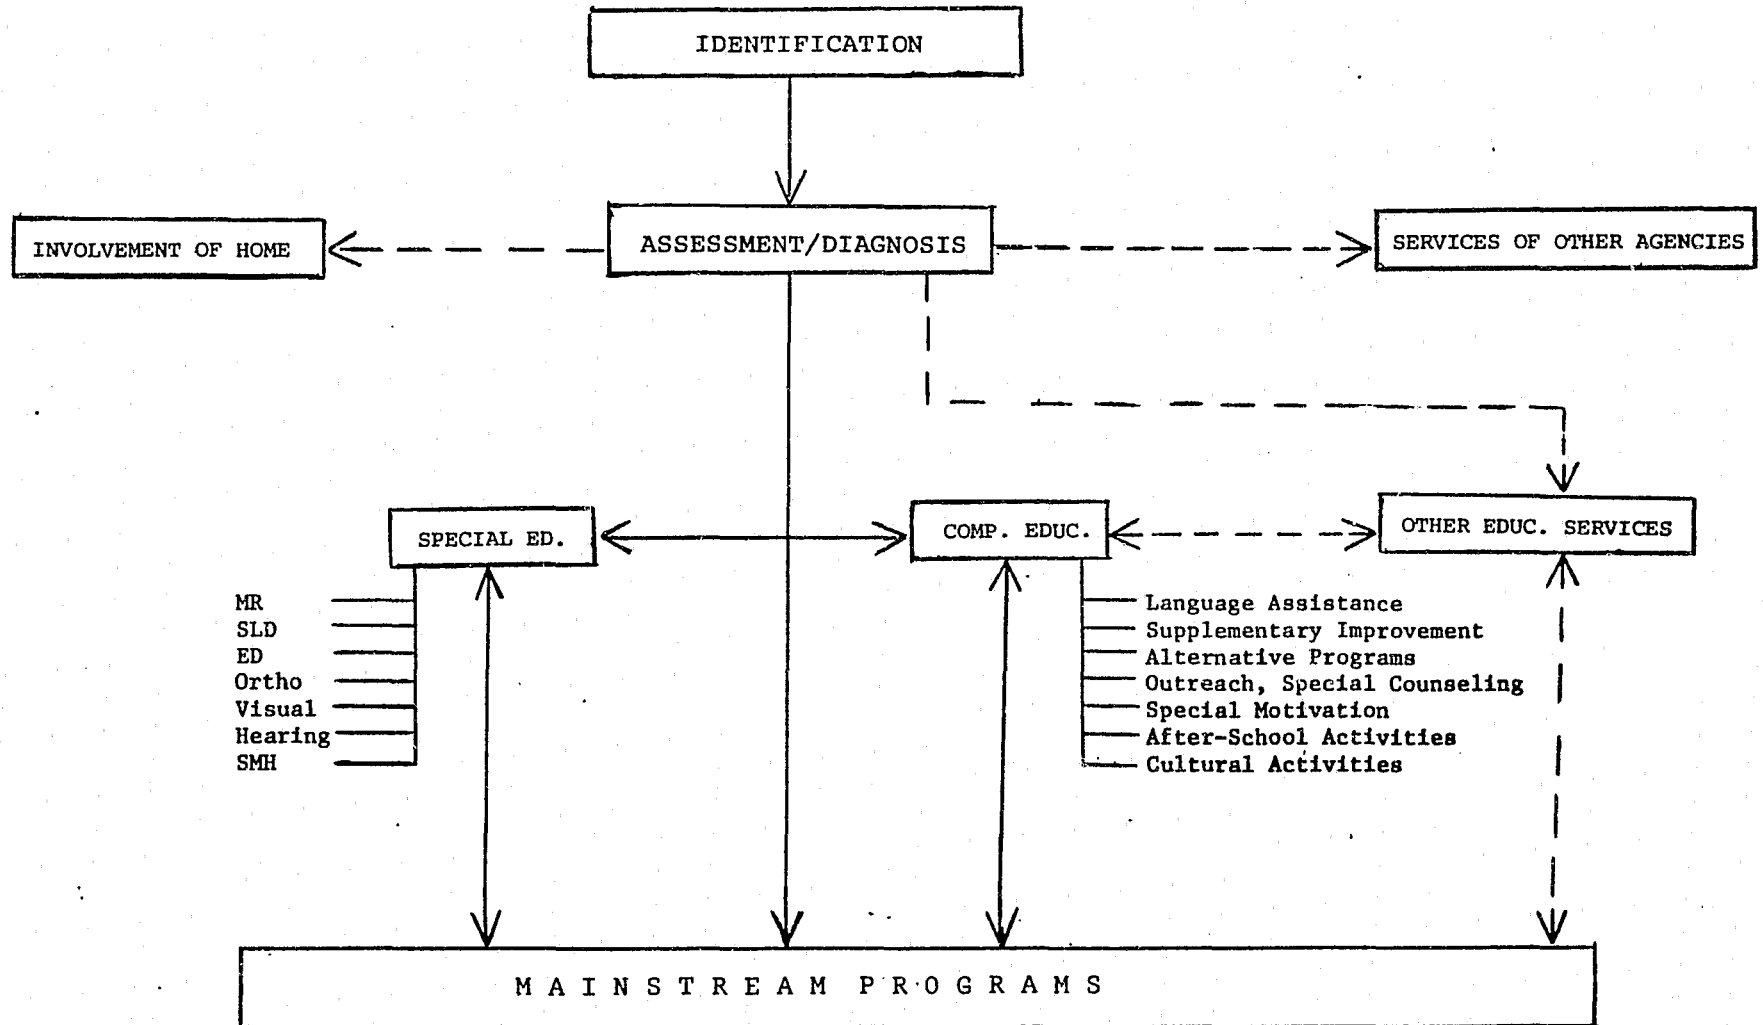 IDENTIFICATION
INVOLVEMENT OF HOME
ASSESSMENT/DIAGNOSIS
SERVICES OF OTHER AGENCIES
SPECIAL ED.
COMP. EDUC.
OTHER EDUC. SERVICES
MR
SLD
ED
Ortho
Visual
Hearing
SMH
Language Assistance
Supplementary Improvement
Alternative Programs
Outreach, Special Counseling
Special Motivation
After-School Activities
Cultural Activities
MAINSTREAM PROGRAMS